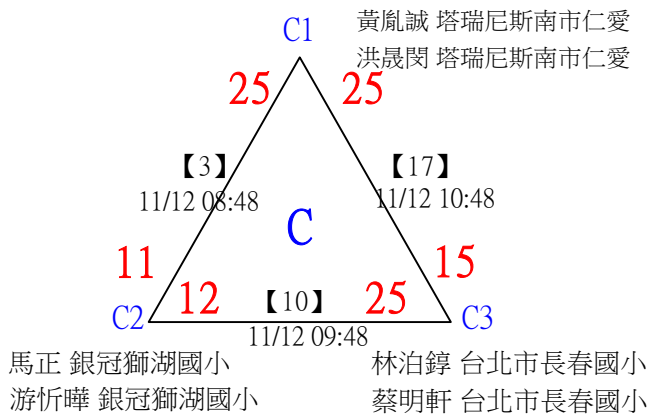 C1
黃胤誠 塔瑞尼斯南市仁愛
洪晟閔 塔瑞尼斯南市仁愛
25
25
【3】
11/12 08:48
【17】
11/12 10:48
C
11
15
12
【10】
25
C2
11/12 09:48
C3
馬正 銀冠獅湖國小
林泊錞 台北市長春國小
游忻曄 銀冠獅湖國小
蔡明軒 台北市長春國小